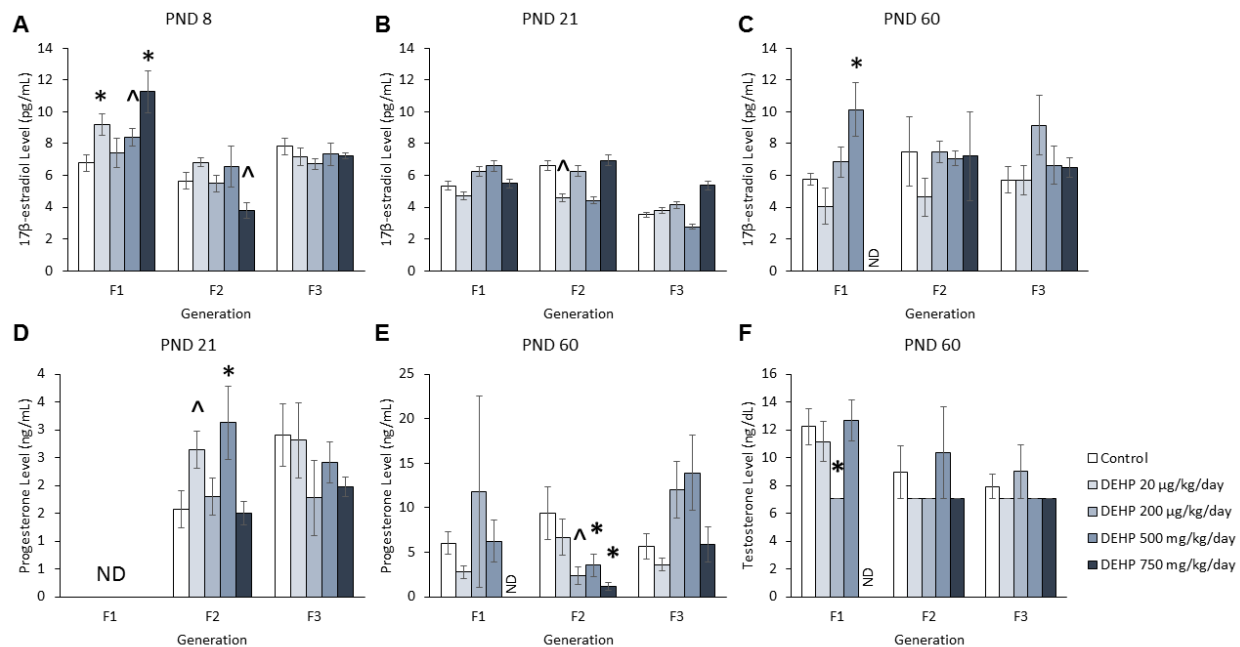 A
PND 8
17β-estradiol Level (pg/mL)
14
12
10
8
6
4
2
0
*
^
*
^
F1
F2
F3
Generation
B
PND 21
17β-estradiol Level (pg/mL)
14
12
10
8
6
4
2
0
^
F1
F2
F3
Generation
C
PND 60
17β-estradiol Level (pg/mL)
14
12
10
8
6
4
2
0
*
ND
F1
F2
F3
Generation
D
PND 21
Progesterone Level (ng/mL)
4
4
3
3
2
2
1
1
0
ND
^
*
F1
F2
F3
Generation
E
PND 60
Progesterone Level (ng/mL)
25
20
15
10
5
0
ND
^
*
*
F1
F2
F3
Generation
F
PND 60
Testosterone Level (ng/dL)
16
14
12
10
8
6
4
2
0
*
ND
F1
F2
F3
Generation
Control
DEHP 20 µg/kg/day
DEHP 200 µg/kg/day
DEHP 500 mg/kg/day
DEHP 750 mg/kg/day